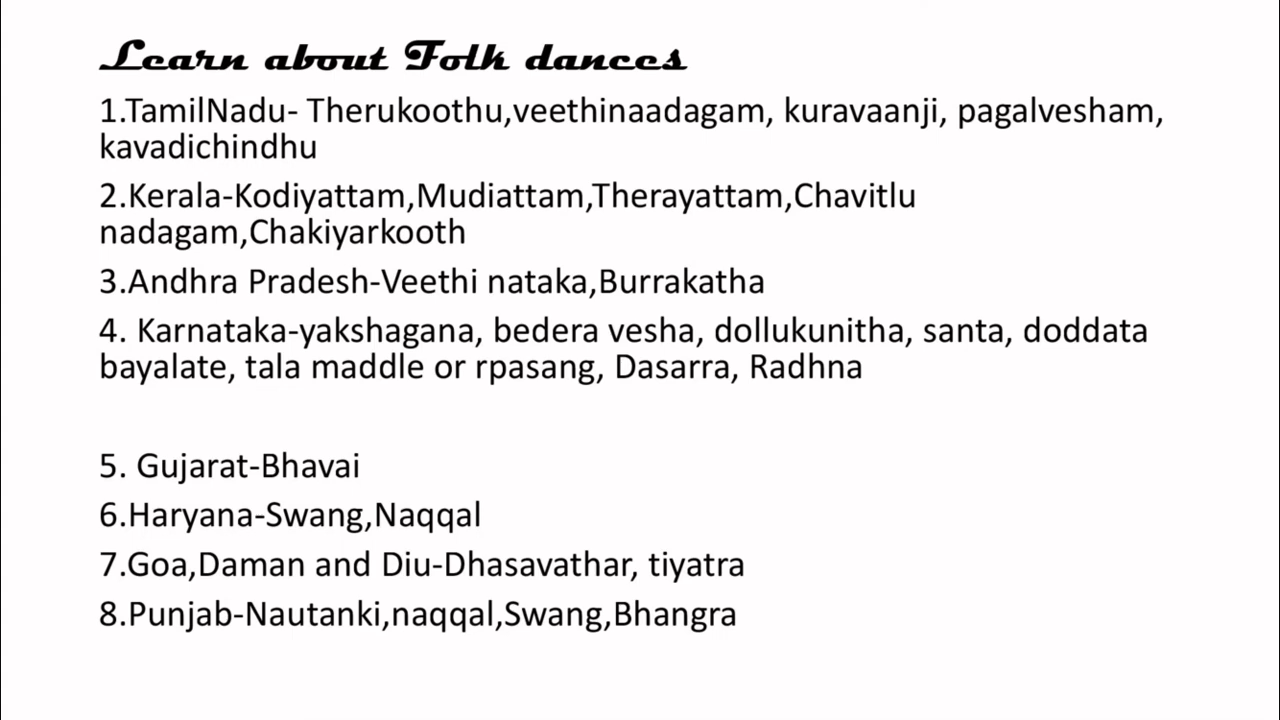 Learn about Folk dances
1.TamilNadu- Therukoothu,veethinaadagam, kuravaanji, pagalvesham,
kavadichindhu
2.Kerala-Kodiyattam,Mudiattam,Therayattam,Chavitlu
nadagam,Chakiyarkooth
3.Andhra Pradesh-Veethi nataka,Burrakatha
4. Karnataka-yakshagana, bedera vesha, dollukunitha, santa, doddata
bayalate, tala maddle or rpasang, Dasarra, Radhna
5. Gujarat-Bhavai
6.Haryana-Swang,Naqqal
7.Goa,Daman and Diu-Dhasavathar, tiyatra
8.Punjab-Nautanki,naqqal,Swang,Bhangra